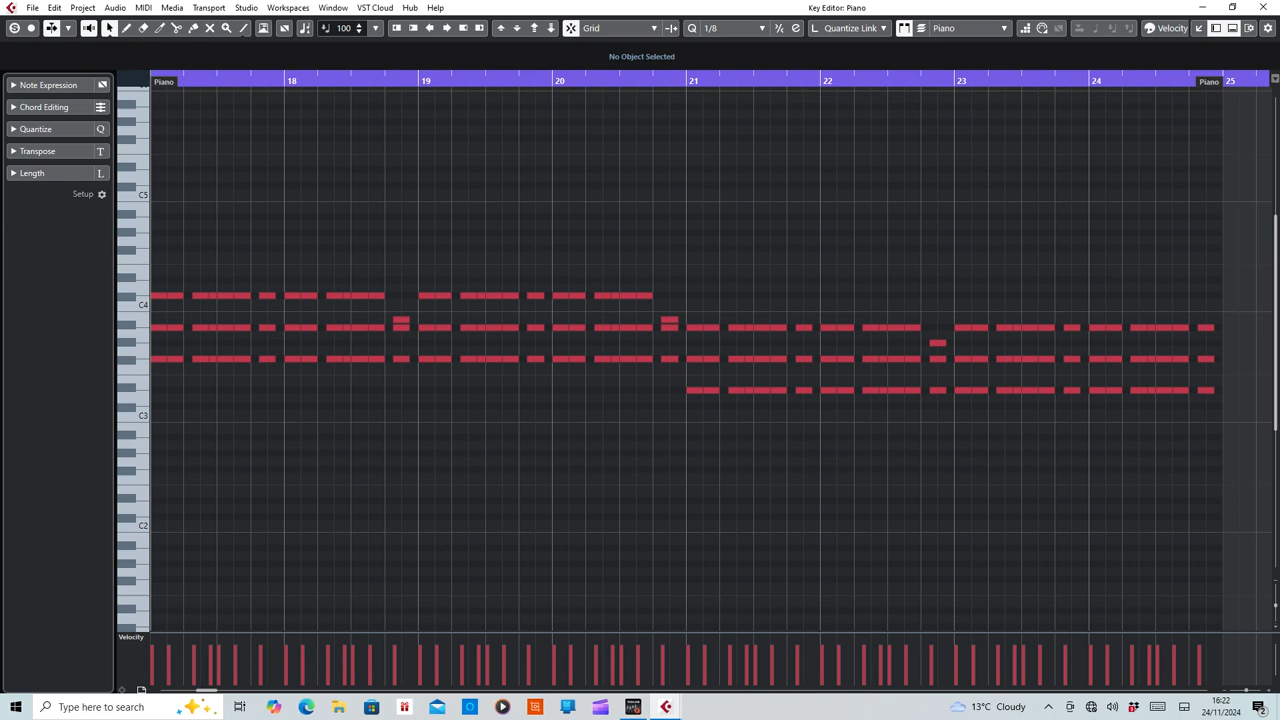 File Edit Project Audio MIDI Media Transport Studio Workspaces Window VST Cloud Hub Help
Key Editor: Piano
100 Grid Q 1/8 Quantize Link Piano Velocity
No Object Selected
Piano 18 19 20 21 22 23 24 Piano 25
Note Expression
Chord Editing
Quantize Q
Transpose T
Length L
Setup
C5
C4
C3
C2
Velocity
Type here to search
13°C Cloudy
16:22
24/11/2024
2